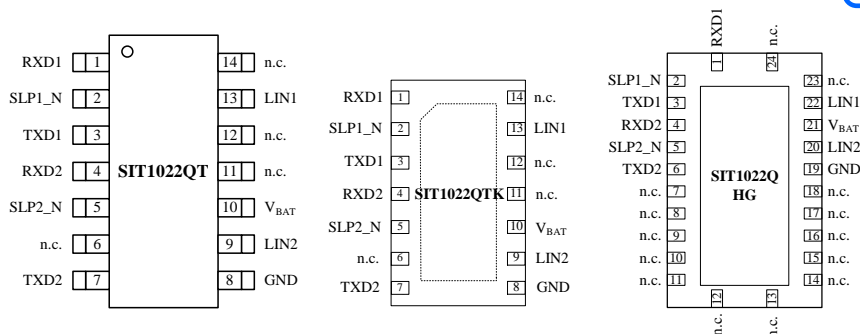 RXD1 1 14 n.c.
SLP1_N 2 13 LIN1
TXD1 3 12 n.c.
RXD2 4 SIT1022QT 11 n.c.
SLP2_N 5 10 VBAT
n.c. 6 9 LIN2
TXD2 7 8 GND
RXD1 1 14 n.c.
SLP1_N 2 13 LIN1
TXD1 3 12 n.c.
RXD2 4 SIT1022QTK 11 n.c.
SLP2_N 5 10 VBAT
n.c. 6 9 LIN2
TXD2 7 8 GND
RXD1 n.c.
1 24
SLP1_N 2 23 n.c.
TXD1 3 22 LIN1
RXD2 4 21 VBAT
SLP2_N 5 20 LIN2
TXD2 6 SIT1022Q 19 GND
n.c. 7 HG 18 n.c.
n.c. 8 17 n.c.
n.c. 9 16 n.c.
n.c. 10 15 n.c.
n.c. 11 14 n.c.
12 13
n.c. n.c.